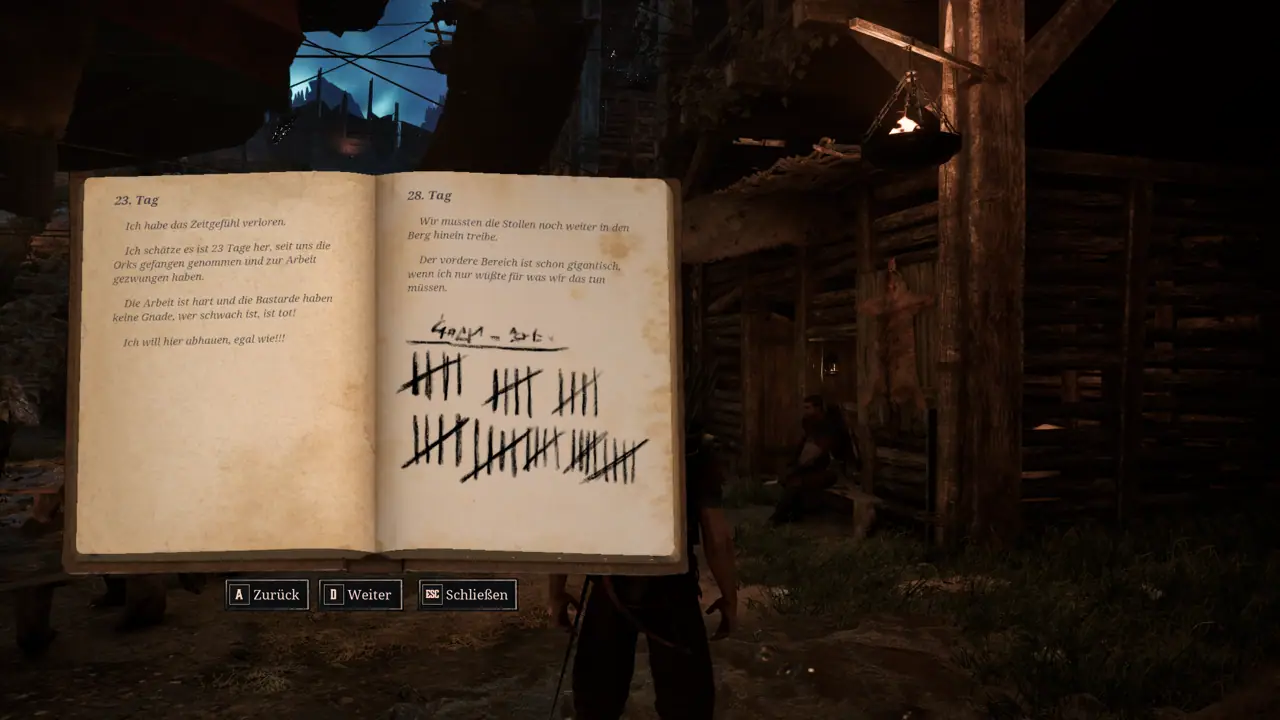 23. Tag
Ich habe das Zeitgefühl verloren.
Ich schätze es ist 23 Tage her, seit uns die
Orks gefangen genommen und zur Arbeit
gezwungen haben.
Die Arbeit ist hart und die Bastarde haben
keine Gnade, wer schwach ist, ist tot!
Ich will hier abhauen, egal wie!!!
28. Tag
Wir mussten die Stollen noch weiter in den
Berg hinein treibe.
Der vordere Bereich ist schon gigantisch,
wenn ich nur wüßte für was wir das tun
müssen.
A Zurück
D Weiter
ESC Schließen